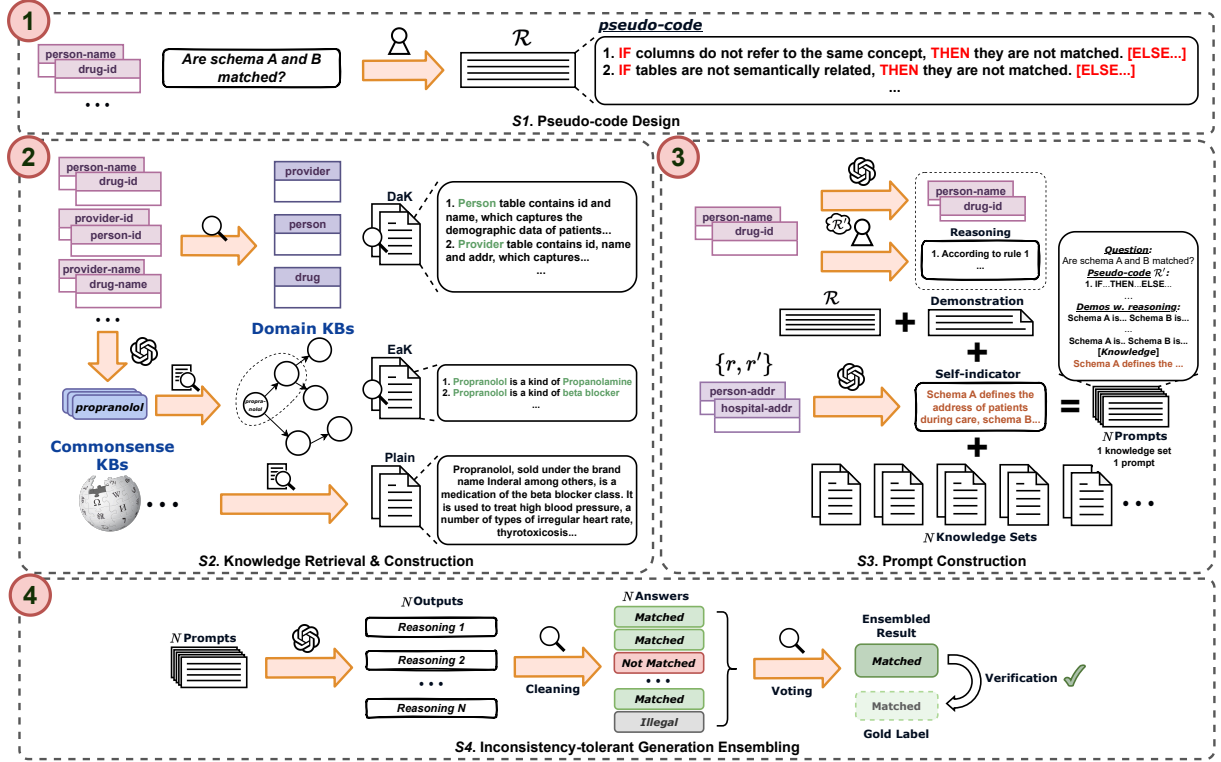 1
person-name
drug-id
• • •
Are schema A and B
matched?
R
pseudo-code
1. IF columns do not refer to the same concept, THEN they are not matched. [ELSE...]
2. IF tables are not semantically related, THEN they are not matched. [ELSE...]
...
S1. Pseudo-code Design
2
person-name
drug-id
provider-id
person-id
provider-name
drug-name
• • •
provider
person
drug
Domain KBs
DaK
1. Person table contains id and
name, which captures the
demographic data of patients...
2. Provider table contains id, name
and addr, which captures...
...
propranolol
propra-
nolol
EaK
1. Propranolol is a kind of Propanolamine
2. Propranolol is a kind of beta blocker
...
Commonsense
KBs
Ω
W
• • •
Plain
Propranolol, sold under the brand
name Inderal among others, is a
medication of the beta blocker class. It
is used to treat high blood pressure, a
number of types of irregular heart rate,
thyrotoxicosis...
S2. Knowledge Retrieval & Construction
3
person-name
drug-id
R'
person-name
drug-id
Reasoning
1. According to rule 1
...
R
+
Demonstration
+
{r, r′}
person-addr
hospital-addr
Self-indicator
Schema A defines the
address of patients
during care, schema B...
=
+
Question:
Are schema A and B matched?
Pseudo-code R′:
1. IF...THEN...ELSE...
...
Demos w. reasoning:
Schema A is... Schema B is...
...
Schema A is.. Schema B is...
[Knowledge]
Schema A defines the ...
N Prompts
1 knowledge set
1 prompt
• • •
N Knowledge Sets
S3. Prompt Construction
4
N Prompts
N Outputs
Reasoning 1
Reasoning 2
• • •
Reasoning N
Cleaning
N Answers
Matched
Matched
Not Matched
• • •
Matched
Illegal
Voting
Ensembled
Result
Matched
Matched
Gold Label
Verification
S4. Inconsistency-tolerant Generation Ensembling